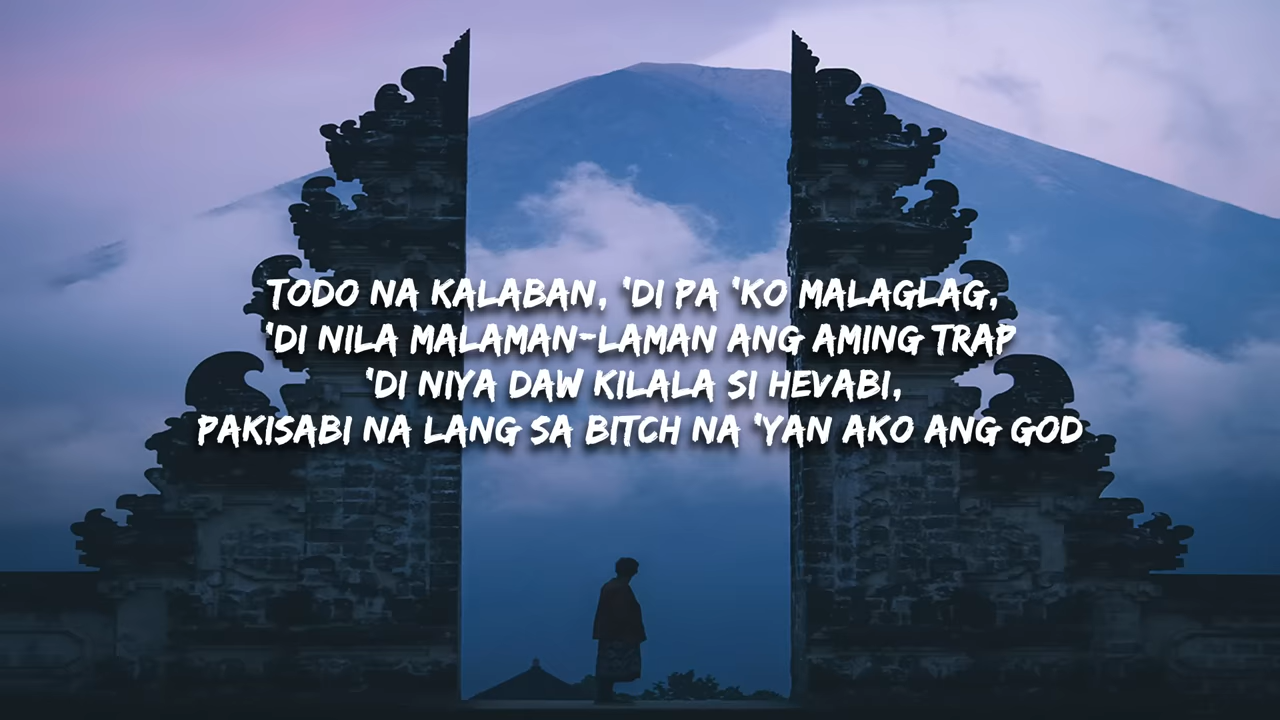 TODO NA KALABAN, 'DI PA 'KO MALAGLAG,
'DI NILA MALAMAN-LAMAN ANG AMING TRAP
'DI NIYA DAW KILALA SI HEVABI,
PAKISABI NA LANG SA BITCH NA 'YAN AKO ANG GOD